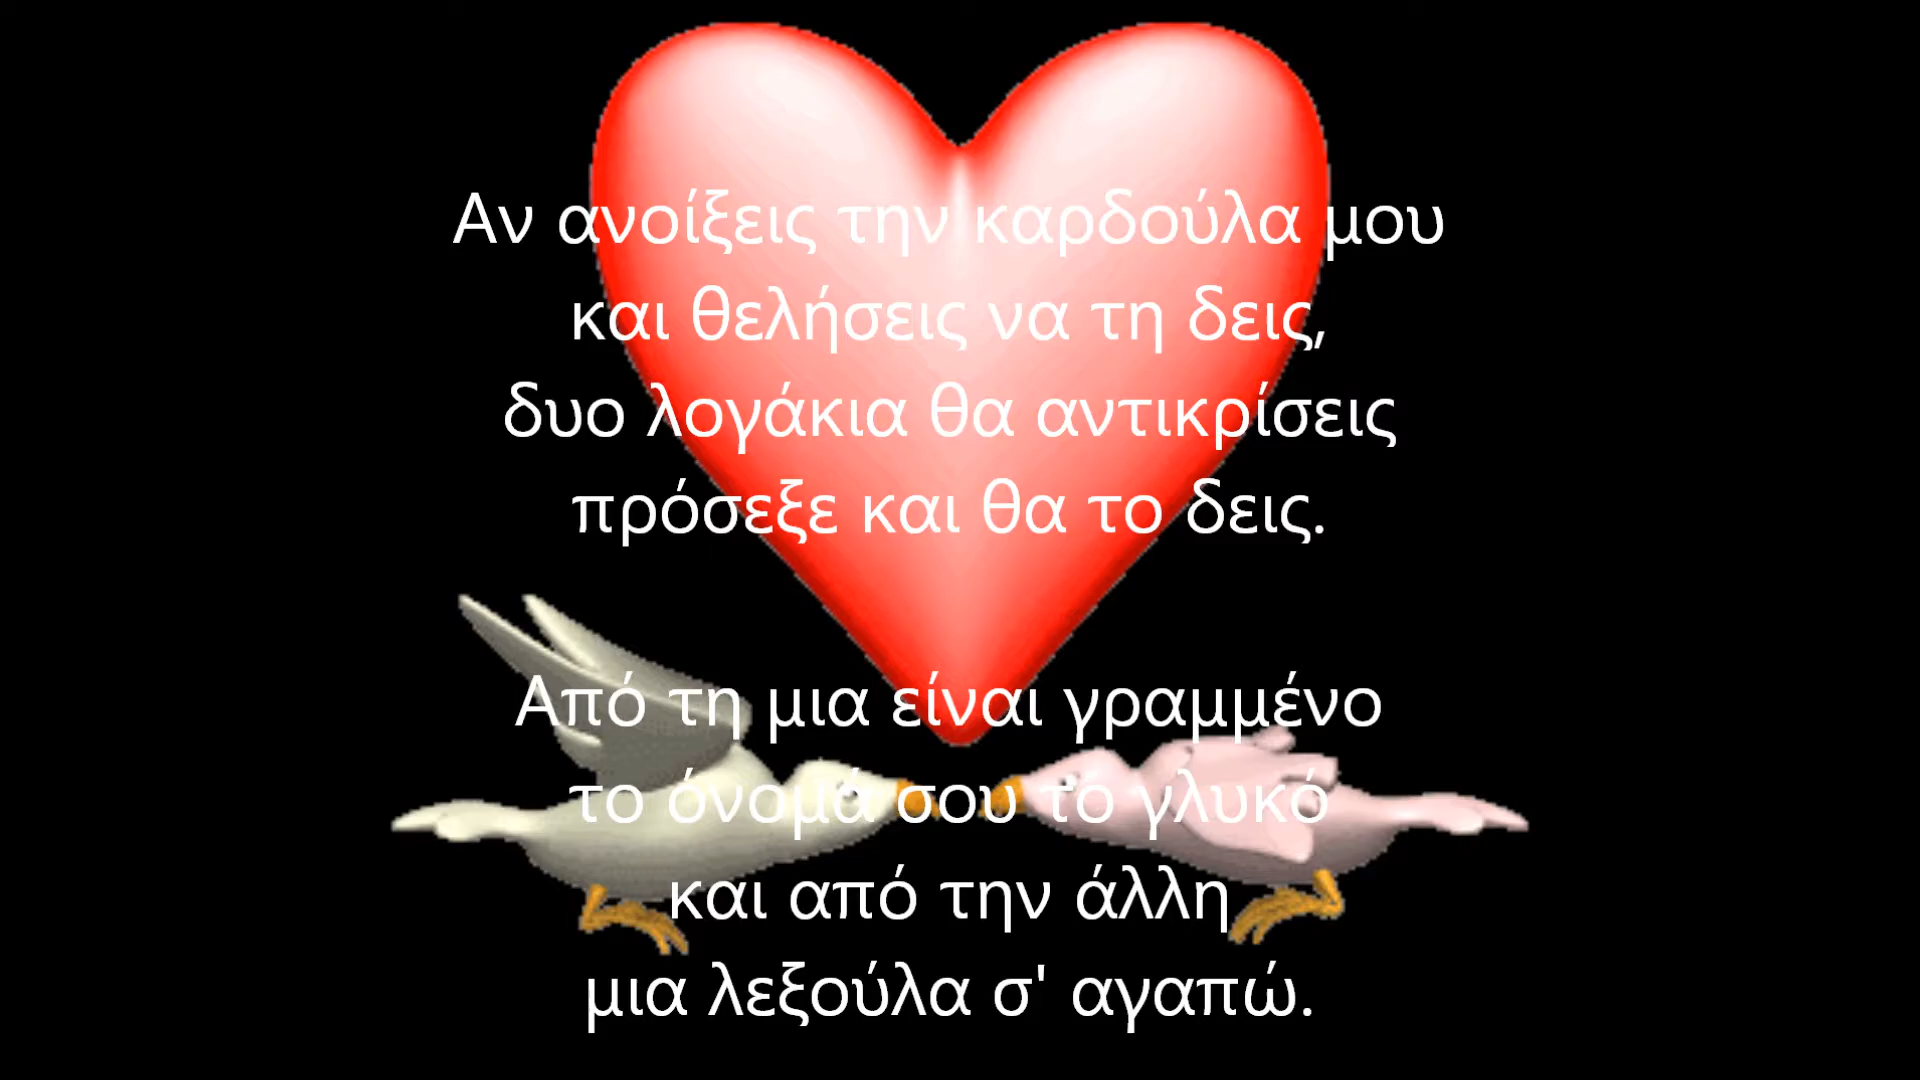 Αν ανοίξεις την καρδούλα μου
και θελήσεις να τη δεις,
δυο λογάκια θα αντικρίσεις
πρόσεξε και θα το δεις.
Από τη μια είναι γραμμένο
το όνομά σου το γλυκό
και από την άλλη
μια λεξούλα σ' αγαπώ.